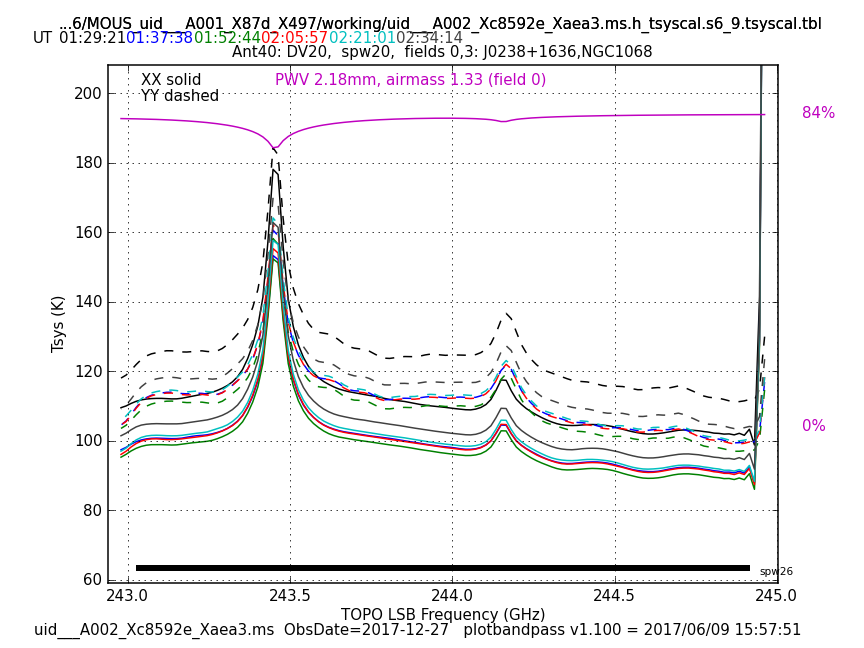 ...6/MOUS_uid___A001_X87d_X497/working/uid___A002_Xc8592e_Xaea3.ms.h_tsyscal.s6_9.tsyscal.tbl
UT 01:29:21 01:37:38 01:52:44 02:05:57 02:21:01 02:34:14
Ant40: DV20, spw20, fields 0,3: J0238+1636,NGC1068
XX solid
PWV 2.18mm, airmass 1.33 (field 0)
YY dashed
200
84%
180
160
140
Tsys (K)
120
100
0%
80
60
spw26
243.0 243.5 244.0 244.5 245.0
TOPO LSB Frequency (GHz)
uid___A002_Xc8592e_Xaea3.ms ObsDate=2017-12-27 plotbandpass v1.100 = 2017/06/09 15:57:51